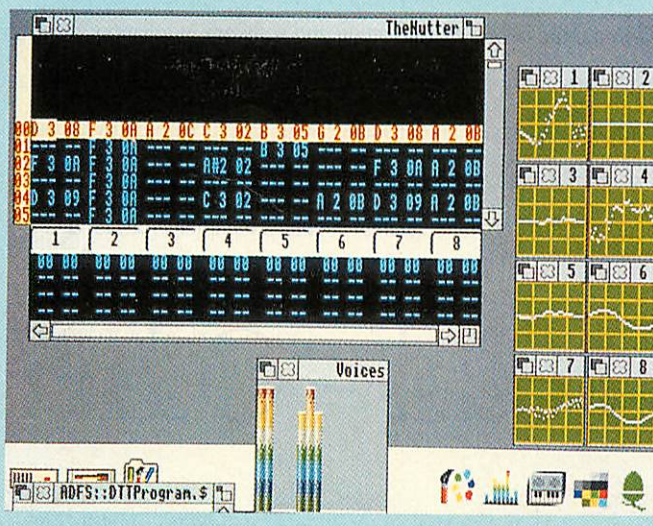 TheNutter
00 D 3 08 F 3 0A A 2 0C C 3 02 B 3 05 G 2 0B D 3 08 A 2 0B
01 --- -- F 3 0A --- -- --- -- B 3 05 --- -- --- -- --- --
02 F 3 0A F 3 0A --- -- A#2 02 --- -- --- -- F 3 0A A 2 0B
03 --- -- F 3 0A --- -- --- -- --- -- --- -- --- -- --- --
04 D 3 09 F 3 0A --- -- C 3 02 --- -- A 2 0B D 3 09 A 2 0B
05 --- -- F 3 0A --- -- --- -- --- -- --- -- --- -- --- --
1 2 3 4 5 6 7 8
00 00 00 00 00 00 00 00 00 00 00 00 00 00 00 00
-- -- -- -- -- -- -- -- -- -- -- -- -- -- -- --
-- -- -- -- -- -- -- -- -- -- -- -- -- -- -- --
-- -- -- -- -- -- -- -- -- -- -- -- -- -- -- --
1 2
3 4
5 6
7 8
Voices
ADFS::DTTProgram.$